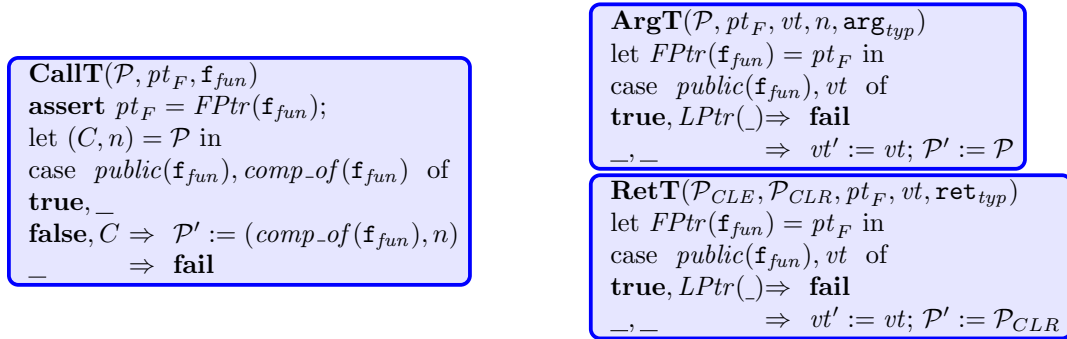 CallT(𝒫, pt_F, f_fun)
assert pt_F = FPtr(f_fun);
let (C, n) = 𝒫 in
case public(f_fun), comp_of(f_fun) of
true, _
false, C ⇒ 𝒫′ := (comp_of(f_fun), n)
_ ⇒ fail
ArgT(𝒫, pt_F, vt, n, arg_typ)
let FPtr(f_fun) = pt_F in
case public(f_fun), vt of
true, LPtr(_)⇒ fail
_, _ ⇒ vt′ := vt; 𝒫′ := 𝒫
RetT(𝒫_CLE, 𝒫_CLR, pt_F, vt, ret_typ)
let FPtr(f_fun) = pt_F in
case public(f_fun), vt of
true, LPtr(_)⇒ fail
_, _ ⇒ vt′ := vt; 𝒫′ := 𝒫_CLR